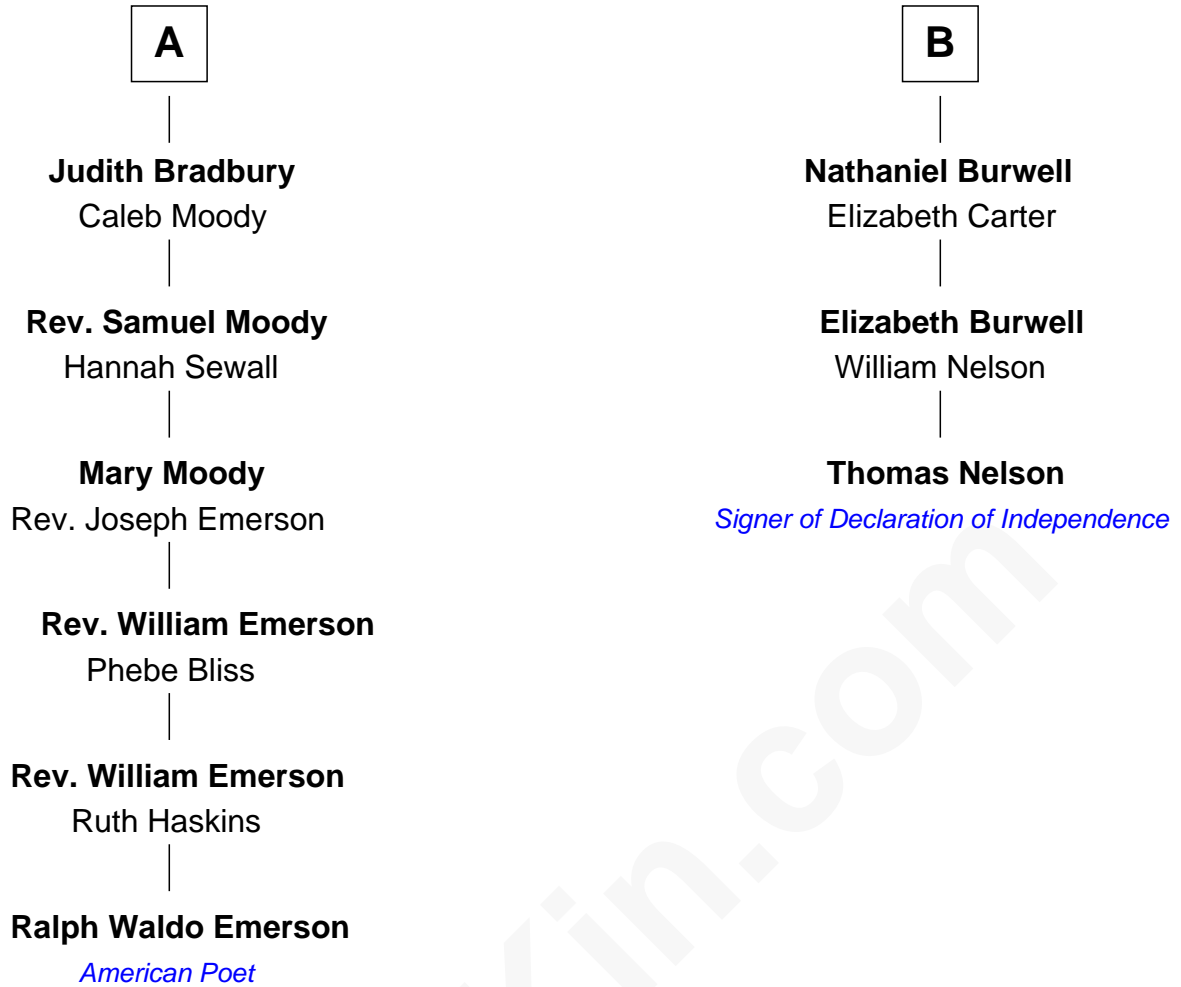 A
Judith Bradbury
Caleb Moody
Rev. Samuel Moody
Hannah Sewall
Mary Moody
Rev. Joseph Emerson
Rev. William Emerson
Phebe Bliss
Rev. William Emerson
Ruth Haskins
Ralph Waldo Emerson
American Poet
B
Nathaniel Burwell
Elizabeth Carter
Elizabeth Burwell
William Nelson
Thomas Nelson
Signer of Declaration of Independence